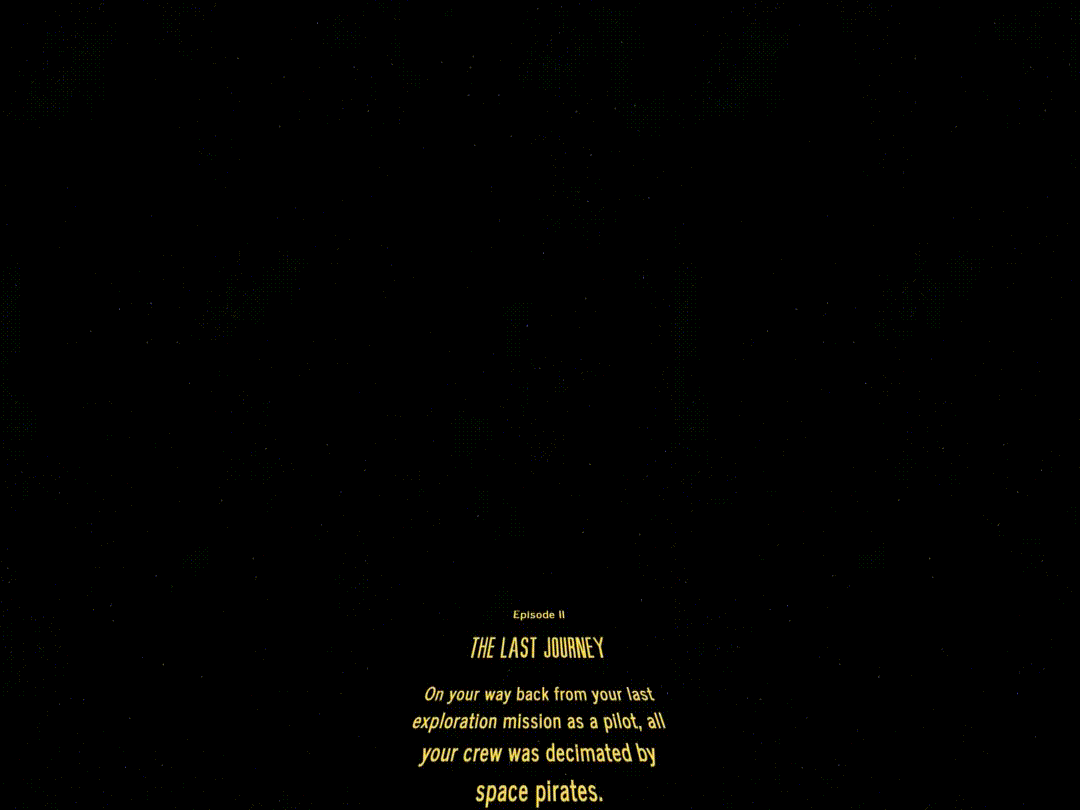 Episode II
THE LAST JOURNEY
On your way back from your last
exploration mission as a pilot, all
your crew was decimated by
space pirates.